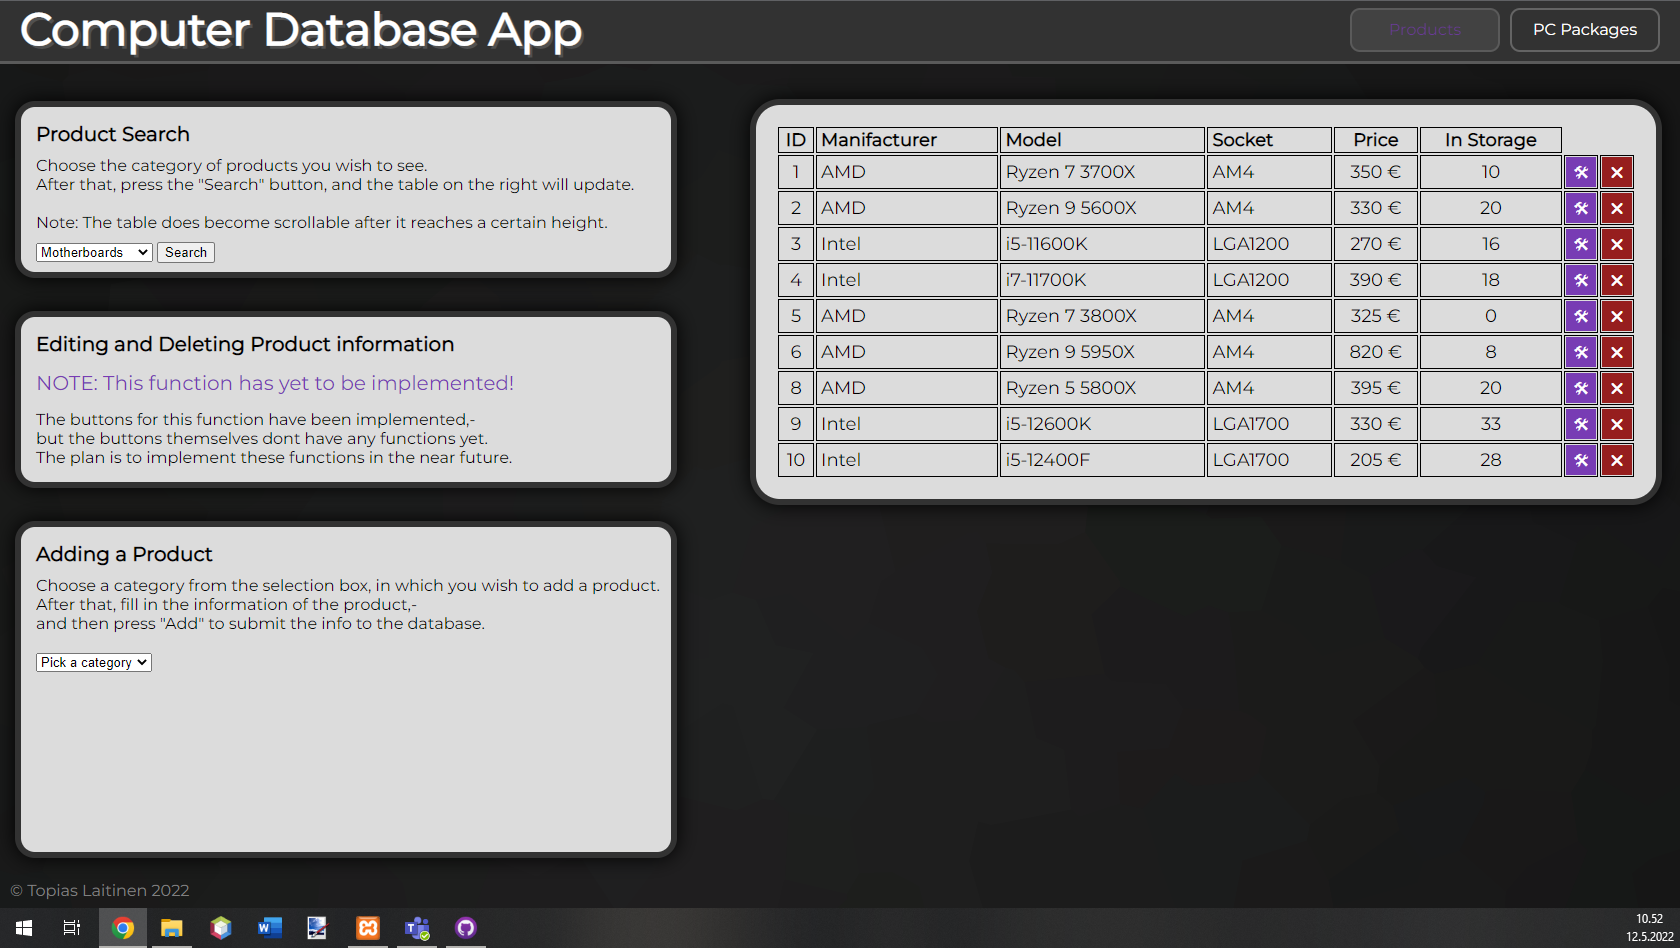 Computer Database App
Products
PC Packages
Product Search
Choose the category of products you wish to see.
After that, press the "Search" button, and the table on the right will update.
Note: The table does become scrollable after it reaches a certain height.
Motherboards Search
Editing and Deleting Product information
NOTE: This function has yet to be implemented!
The buttons for this function have been implemented,-
but the buttons themselves dont have any functions yet.
The plan is to implement these functions in the near future.
Adding a Product
Choose a category from the selection box, in which you wish to add a product.
After that, fill in the information of the product,-
and then press "Add" to submit the info to the database.
Pick a category
ID Manifacturer Model Socket Price In Storage
1 AMD Ryzen 7 3700X AM4 350 € 10
2 AMD Ryzen 9 5600X AM4 330 € 20
3 Intel i5-11600K LGA1200 270 € 16
4 Intel i7-11700K LGA1200 390 € 18
5 AMD Ryzen 7 3800X AM4 325 € 0
6 AMD Ryzen 9 5950X AM4 820 € 8
8 AMD Ryzen 5 5800X AM4 395 € 20
9 Intel i5-12600K LGA1700 330 € 33
10 Intel i5-12400F LGA1700 205 € 28
© Topias Laitinen 2022
10.52
12.5.2022